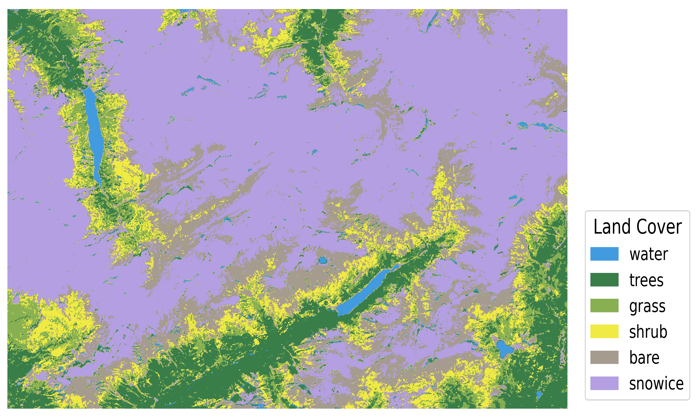 Land Cover
water
trees
grass
shrub
bare
snowice